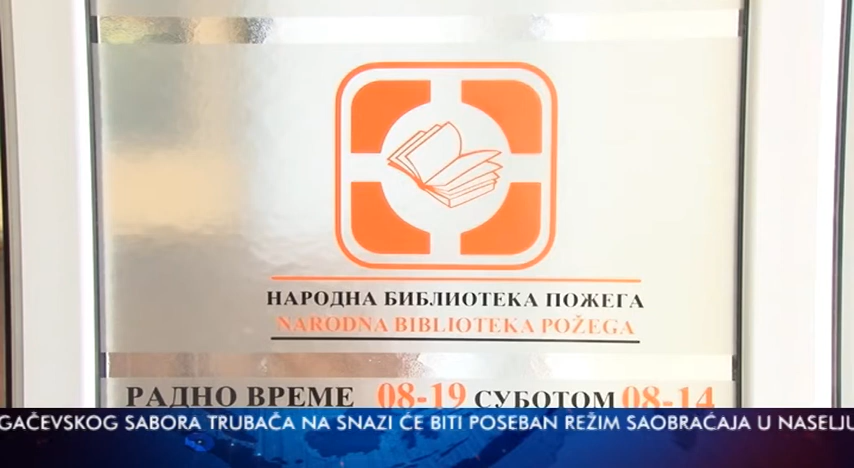 НАРОДНА БИБЛИОТЕКА ПОЖЕГА
NARODNA BIBLIOTEKA POŽEGA
РАДНО ВРЕМЕ 08-19 СУБОТОМ 08-14
GAČEVSKOG SABORA TRUBAČA NA SNAZI ĆE BITI POSEBAN REŽIM SAOBRAĆAJA U NASELJU